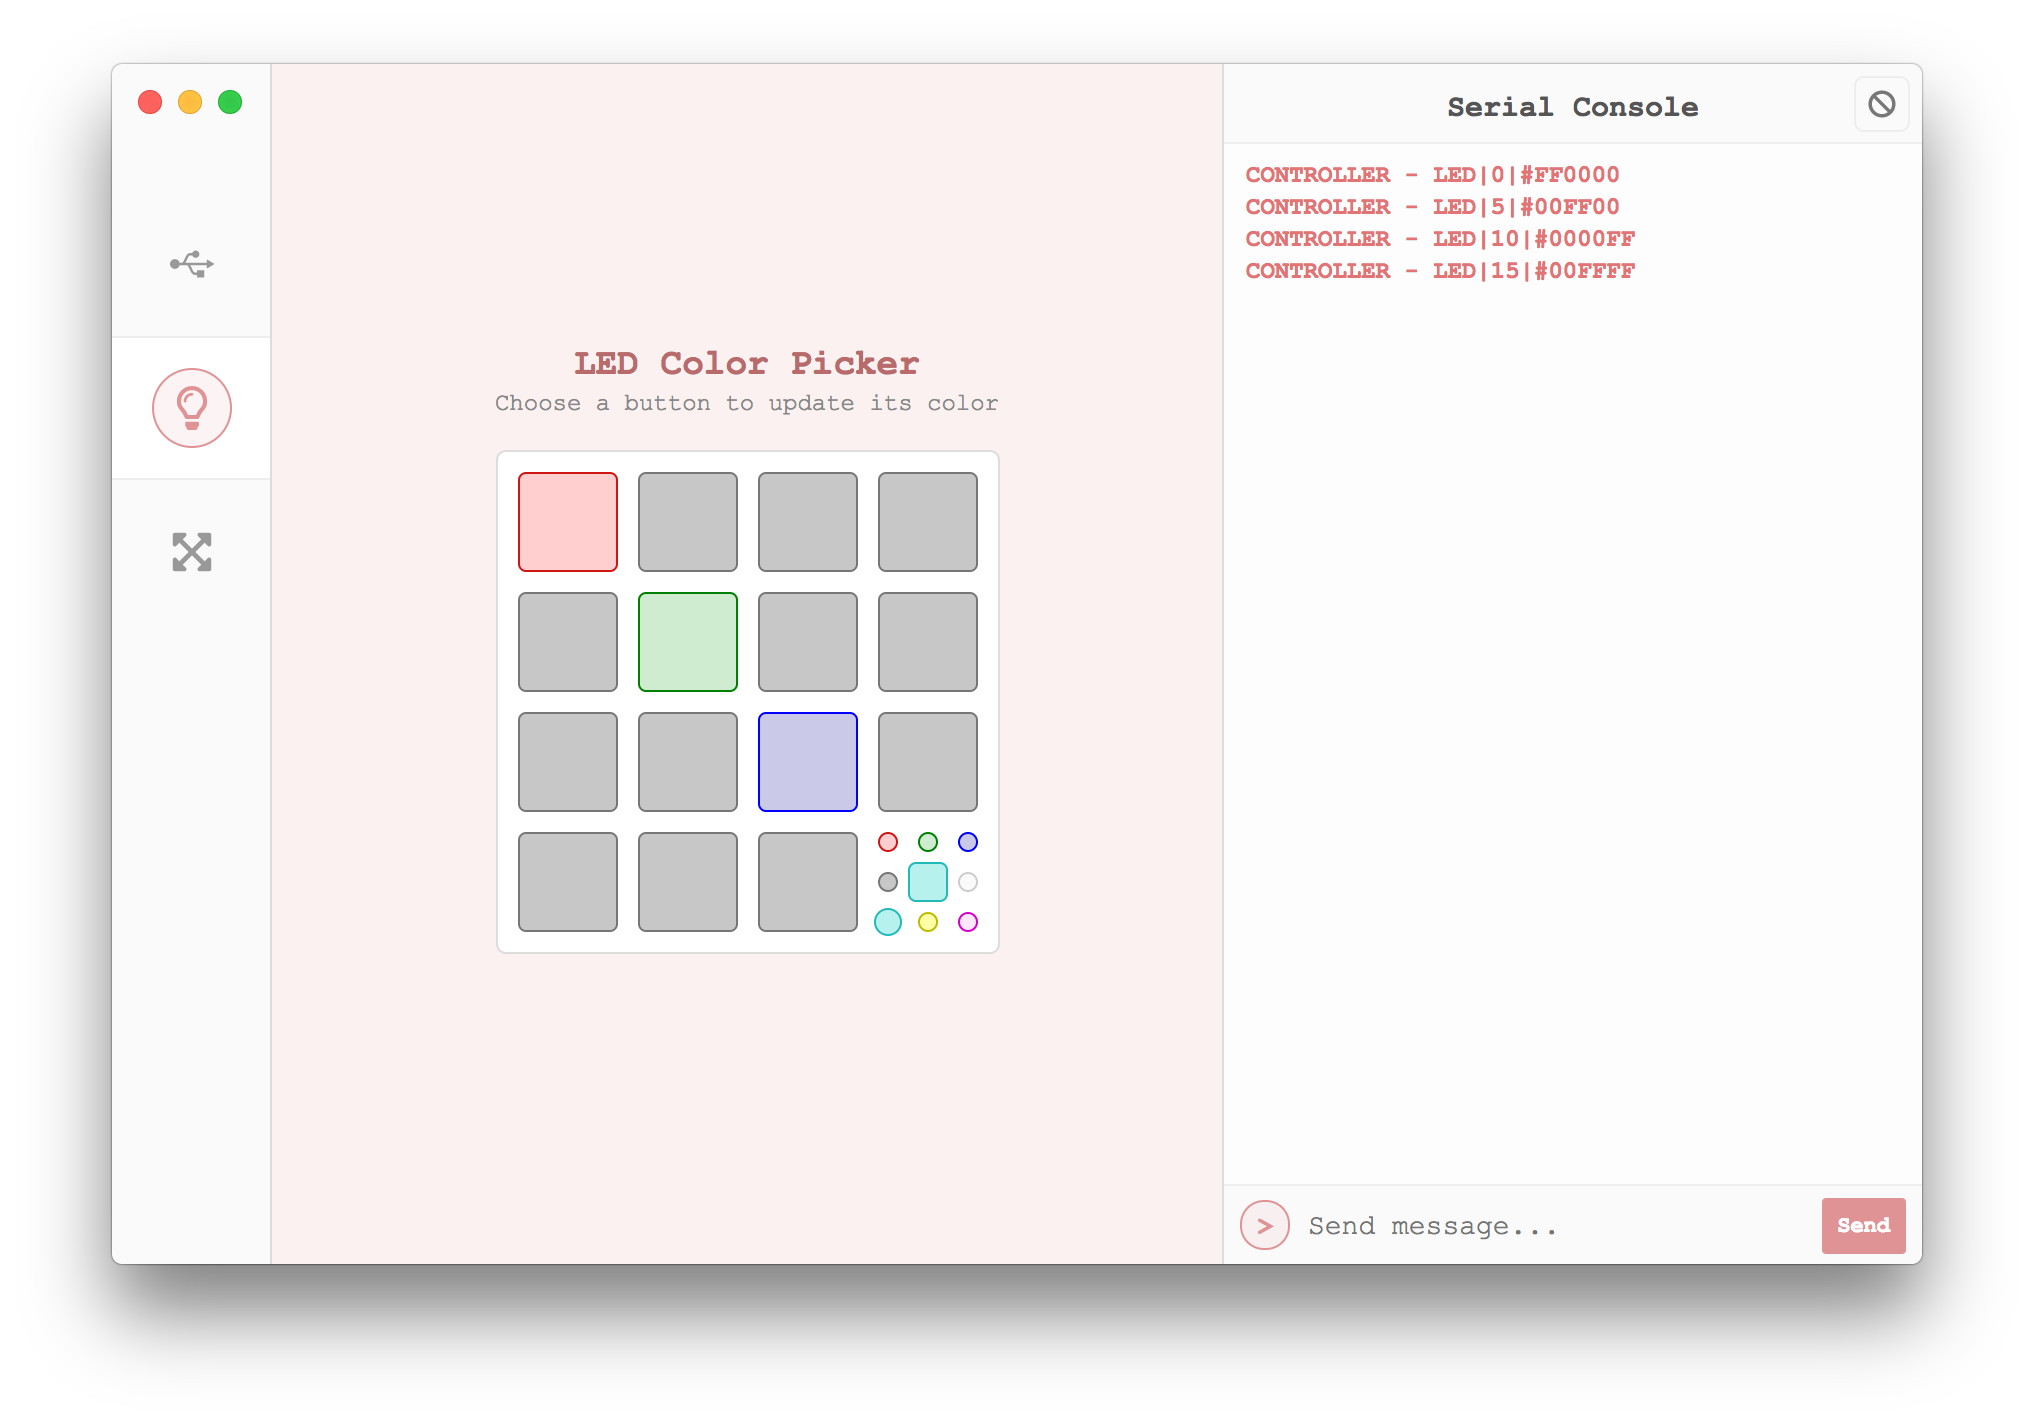 Serial Console
CONTROLLER - LED|0|#FF0000
CONTROLLER - LED|5|#00FF00
CONTROLLER - LED|10|#0000FF
CONTROLLER - LED|15|#00FFFF
LED Color Picker
Choose a button to update its color
> Send message...
Send